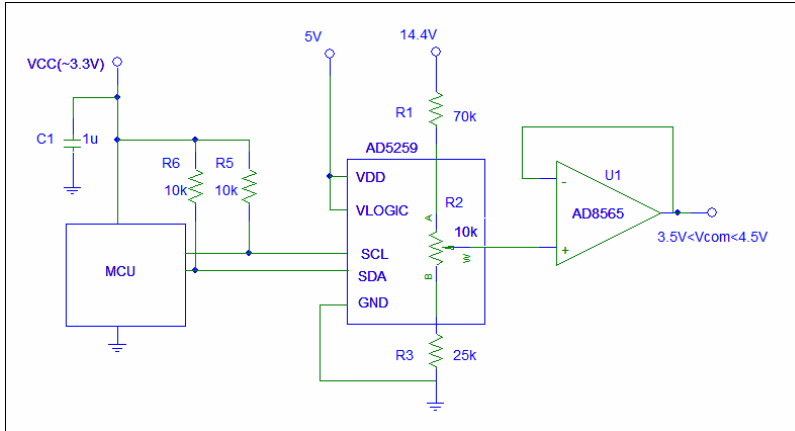 5V
14.4V
VCC(~3.3V)
R1
70k
C1
1u
AD5259
R6
R5
10k
10k
VDD
VLOGIC
A
R2
10k
W
B
U1
-
AD8565
+
3.5V<Vcom<4.5V
SCL
SDA
MCU
GND
R3
25k